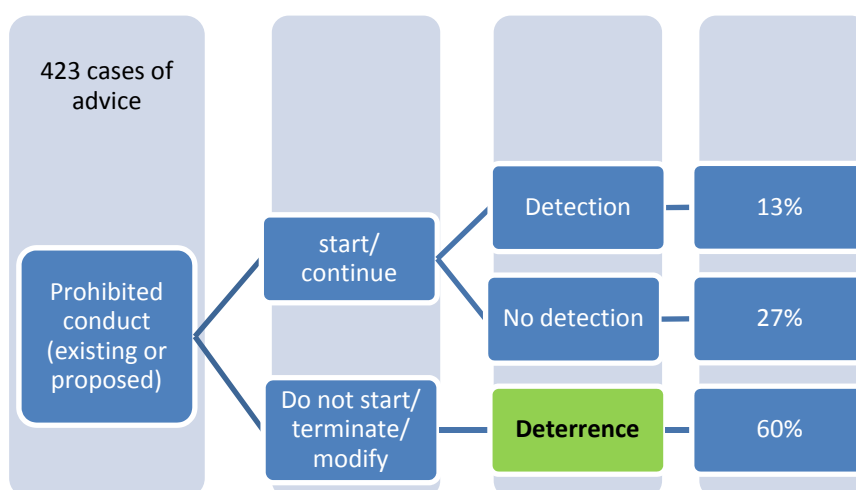 423 cases of
advice
Prohibited
conduct
(existing or
proposed)
start/
continue
Do not start/
terminate/
modify
Detection
13%
No detection
27%
Deterrence
60%